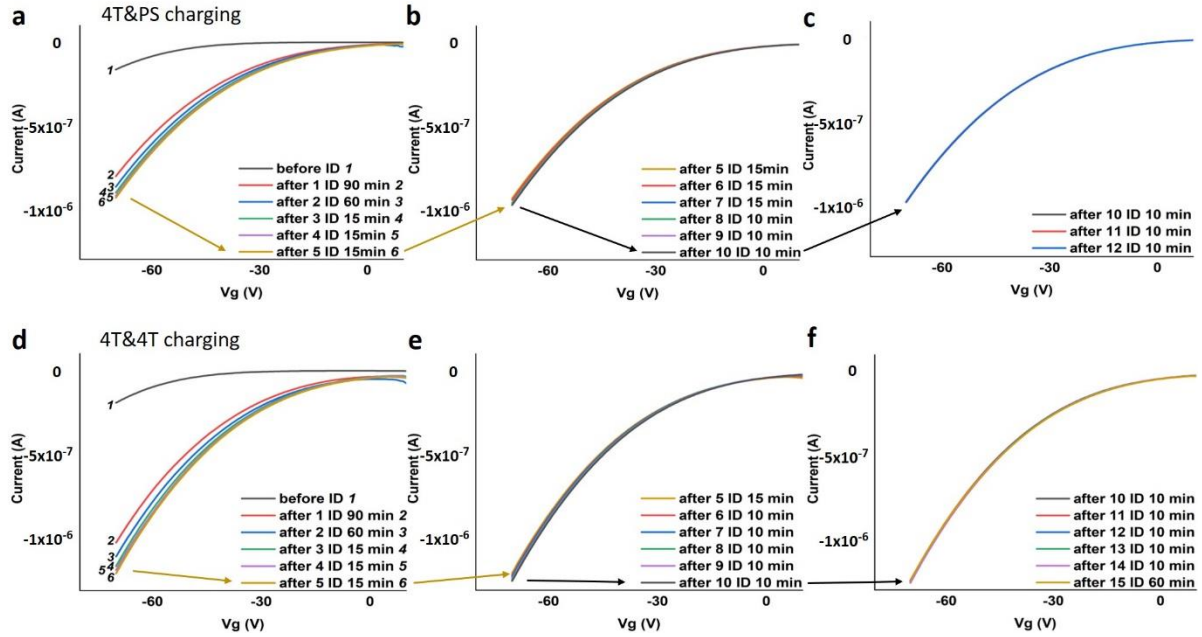 a 4T&PS charging
0
-5x10⁻⁷
-1x10⁻⁶
Current (A)
1
2
3
4
5
6
before ID 1
after 1 ID 90 min 2
after 2 ID 60 min 3
after 3 ID 15 min 4
after 4 ID 15min 5
after 5 ID 15min 6
-60 -30 0
Vg (V)
b
0
-5x10⁻⁷
-1x10⁻⁶
Current (A)
after 5 ID 15min
after 6 ID 15 min
after 7 ID 15 min
after 8 ID 10 min
after 9 ID 10 min
after 10 ID 10 min
-60 -30 0
Vg (V)
c
0
-5x10⁻⁷
-1x10⁻⁶
Current (A)
after 10 ID 10 min
after 11 ID 10 min
after 12 ID 10 min
-60 -30 0
Vg (V)
d 4T&4T charging
0
-5x10⁻⁷
-1x10⁻⁶
Current (A)
1
2
3
4
5
6
before ID 1
after 1 ID 90 min 2
after 2 ID 60 min 3
after 3 ID 15 min 4
after 4 ID 15 min 5
after 5 ID 15 min 6
-60 -30 0
Vg (V)
e
0
-5x10⁻⁷
-1x10⁻⁶
Current (A)
after 5 ID 15 min
after 6 ID 10 min
after 7 ID 10 min
after 8 ID 10 min
after 9 ID 10 min
after 10 ID 10 min
-60 -30 0
Vg (V)
f
0
-5x10⁻⁷
-1x10⁻⁶
Current (A)
after 10 ID 10 min
after 11 ID 10 min
after 12 ID 10 min
after 13 ID 10 min
after 14 ID 10 min
after 15 ID 60 min
-60 -30 0
Vg (V)